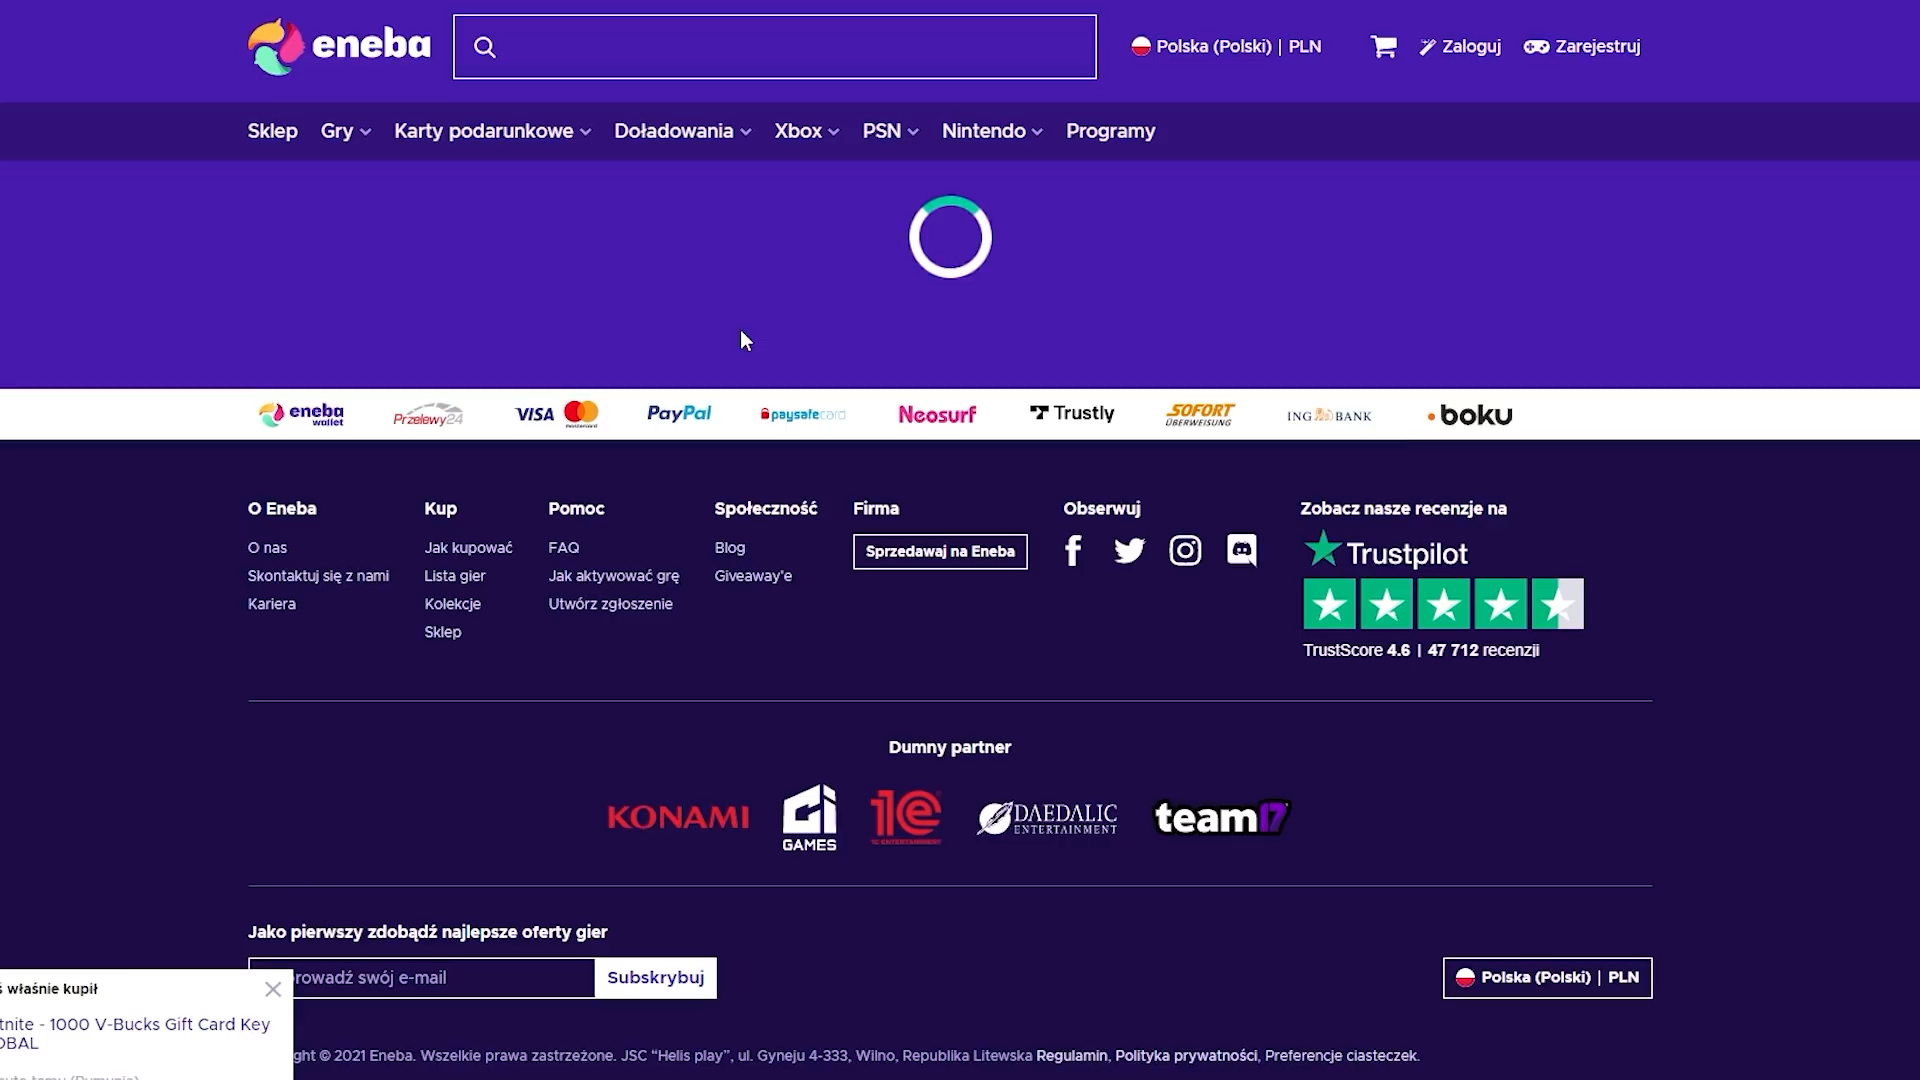 eneba
Polska (Polski) | PLN
Zaloguj
Zarejestruj
Sklep
Gry
Karty podarunkowe
Doładowania
Xbox
PSN
Nintendo
Programy
eneba
wallet
Przelewy24
VISA
mastercard
PayPal
paysafecard
Neosurf
Trustly
SOFORT
ÜBERWEISUNG
ING BANK
boku
O Eneba
O nas
Skontaktuj się z nami
Kariera
Kup
Jak kupować
Lista gier
Kolekcje
Sklep
Pomoc
FAQ
Jak aktywować grę
Utwórz zgłoszenie
Społeczność
Blog
Giveaway'e
Firma
Sprzedawaj na Eneba
Obserwuj
Zobacz nasze recenzje na
Trustpilot
TrustScore 4.6 | 47 712 recenzji
Dumny partner
KONAMI
CI
GAMES
1C
1C ENTERTAINMENT
DAEDALIC
ENTERTAINMENT
team17
Jako pierwszy zdobądź najlepsze oferty gier
rowadź swój e-mail
Subskrybuj
Polska (Polski) | PLN
ś właśnie kupił
tnite - 1000 V-Bucks Gift Card Key
OBAL
ght © 2021 Eneba. Wszelkie prawa zastrzeżone. JSC “Helis play”, ul. Gyneju 4-333, Wilno, Republika Litewska Regulamin, Polityka prywatności, Preferencje ciasteczek.